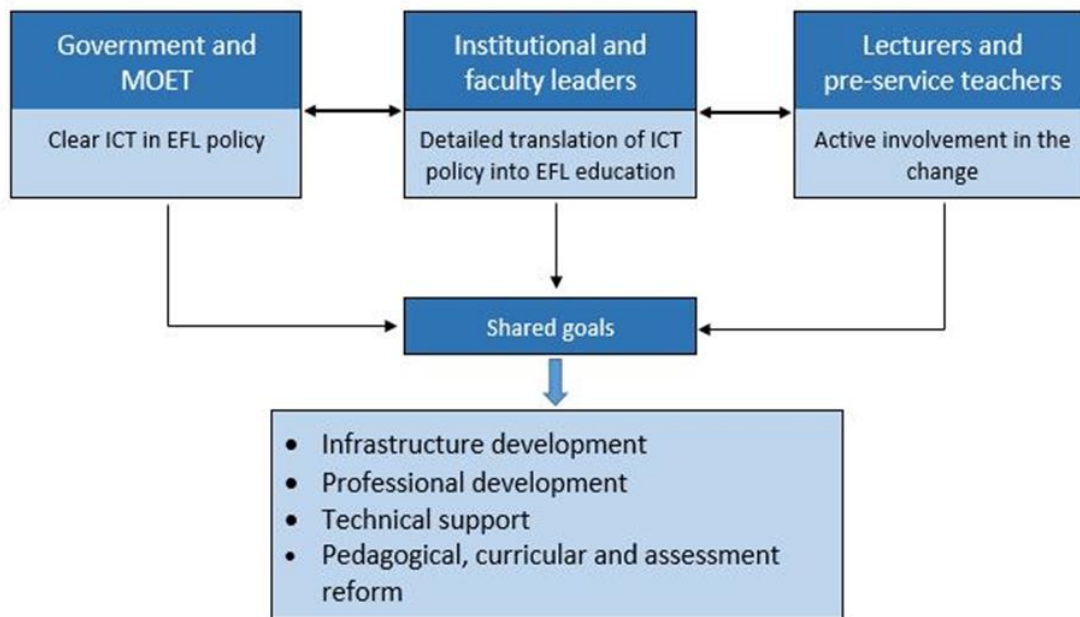 Government and
MOET
Clear ICT in EFL policy
Institutional and
faculty leaders
Detailed translation of ICT
policy into EFL education
Lecturers and
pre-service teachers
Active involvement in the
change
Shared goals
• Infrastructure development
• Professional development
• Technical support
• Pedagogical, curricular and assessment
reform